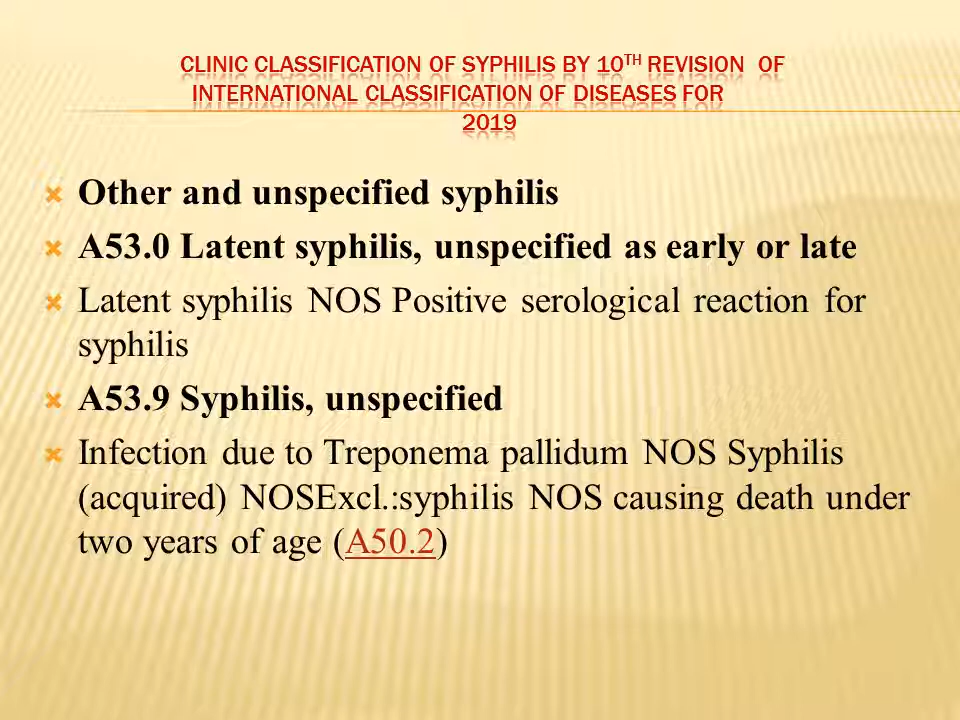 CLINIC CLASSIFICATION OF SYPHILIS BY 10TH REVISION OF
INTERNATIONAL CLASSIFICATION OF DISEASES FOR
2019
Other and unspecified syphilis
A53.0 Latent syphilis, unspecified as early or late
Latent syphilis NOS Positive serological reaction for
syphilis
A53.9 Syphilis, unspecified
Infection due to Treponema pallidum NOS Syphilis
(acquired) NOSExcl.:syphilis NOS causing death under
two years of age (A50.2)